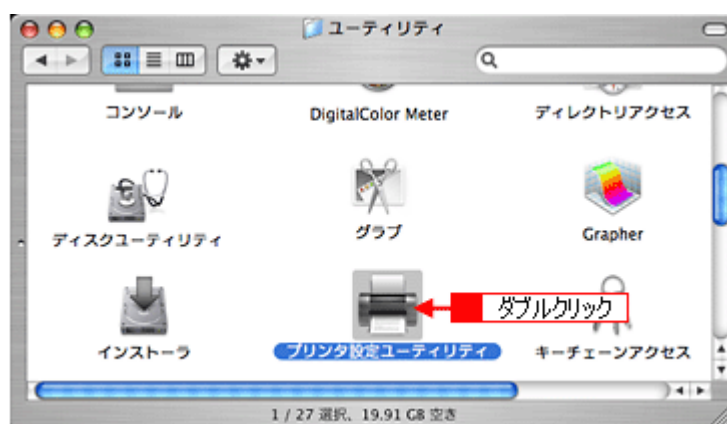 ユーティリティ
コンソール
DigitalColor Meter
ディレクトリアクセス
ディスクユーティリティ
グラブ
Grapher
ダブルクリック
インストーラ
プリンタ設定ユーティリティ
キーチェーンアクセス
1 / 27 選択、19.91 GB 空き